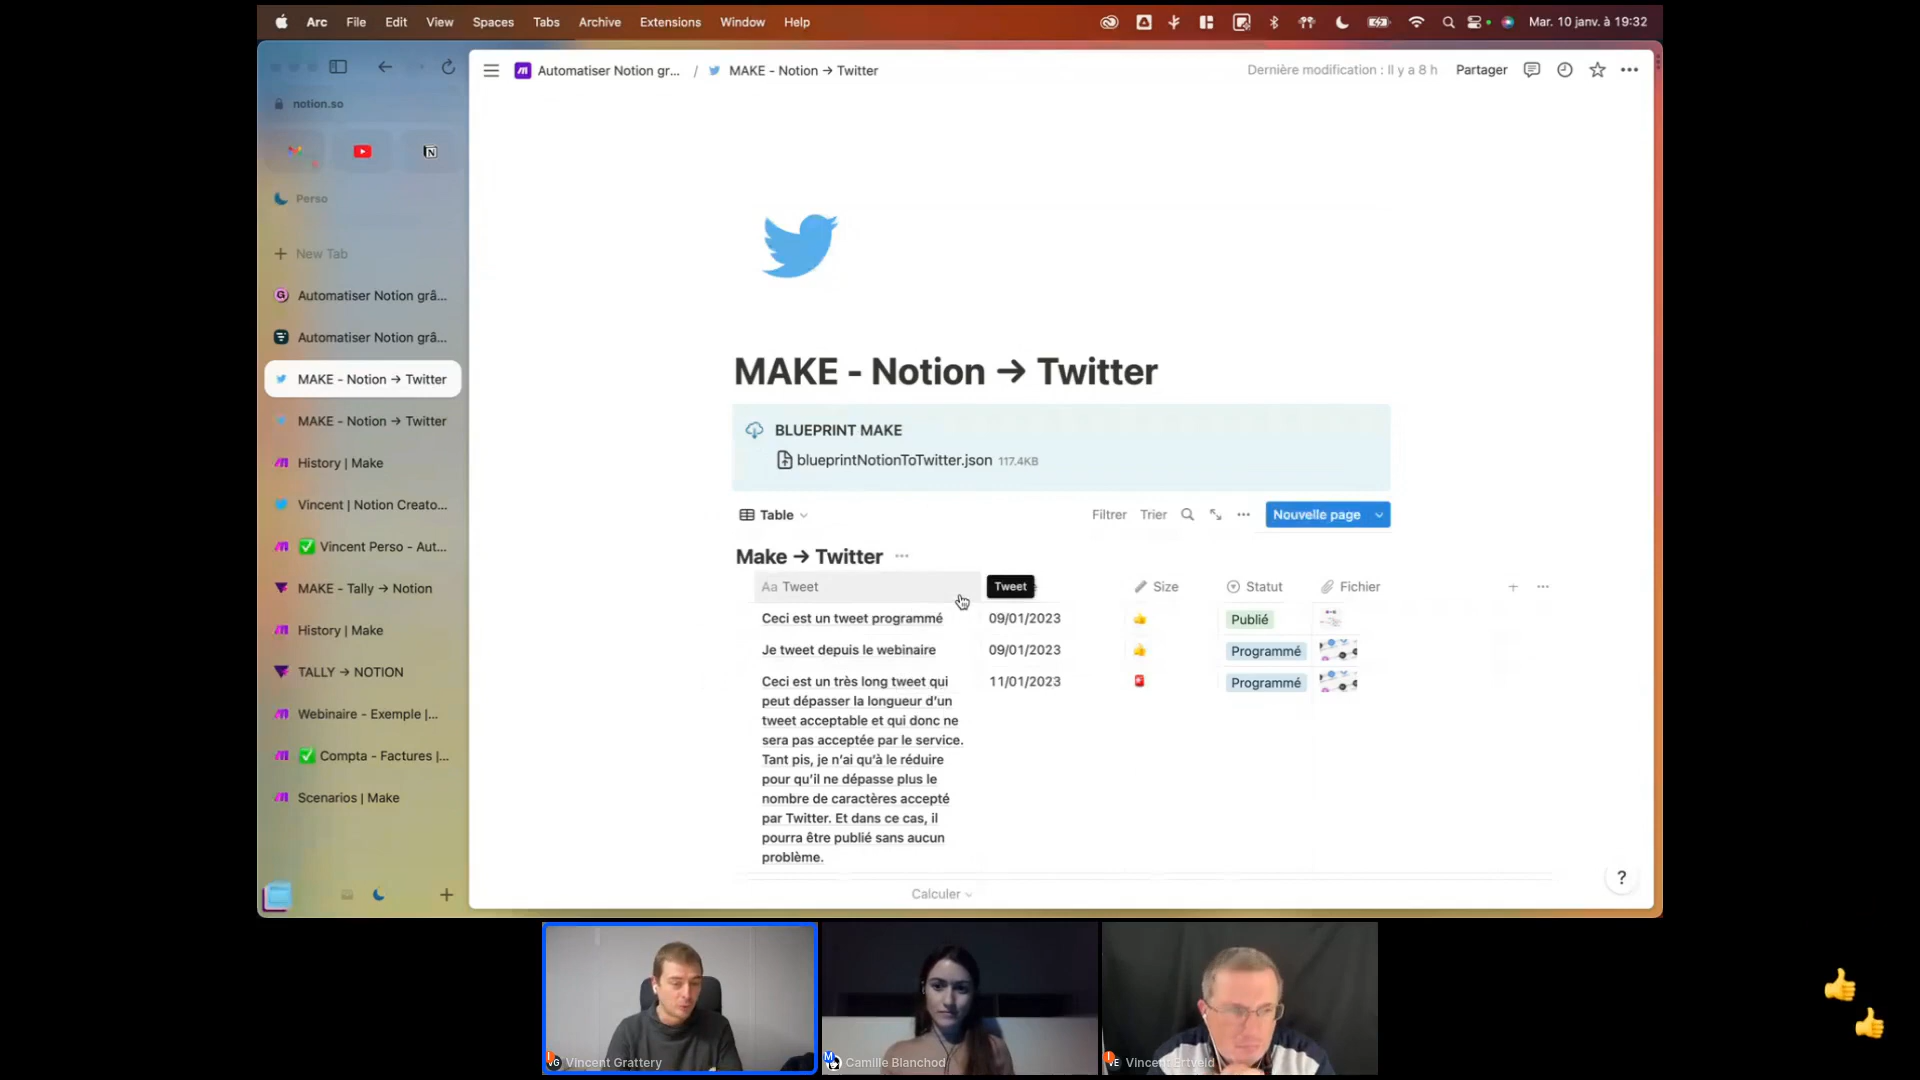 Arc File Edit View Spaces Tabs Archive Extensions Window Help Mar. 10 janv. à 19:32
notion.so
Perso
New Tab
Automatiser Notion grâ...
Automatiser Notion grâ...
MAKE - Notion → Twitter
MAKE - Notion → Twitter
History | Make
Vincent | Notion Creato...
✅ Vincent Perso - Aut...
MAKE - Tally → Notion
History | Make
TALLY → NOTION
Webinaire - Exemple |...
✅ Compta - Factures |...
Scenarios | Make
Automatiser Notion gr... / MAKE - Notion → Twitter
Dernière modification : Il y a 8 h Partager
MAKE - Notion → Twitter
BLUEPRINT MAKE
blueprintNotionToTwitter.json 117.4KB
Table Filtrer Trier Nouvelle page
Make → Twitter
Aa Tweet Tweet Size Statut Fichier
Ceci est un tweet programmé 09/01/2023 👍 Publié
Je tweet depuis le webinaire 09/01/2023 👍 Programmé
Ceci est un très long tweet qui 11/01/2023 🚨 Programmé
peut dépasser la longueur d'un
tweet acceptable et qui donc ne
sera pas acceptée par le service.
Tant pis, je n'ai qu'à le réduire
pour qu'il ne dépasse plus le
nombre de caractères accepté
par Twitter. Et dans ce cas, il
pourra être publié sans aucun
problème.
Calculer
?
VG Vincent Grattery
Camille Blanchod
VE Vincent Ertveld